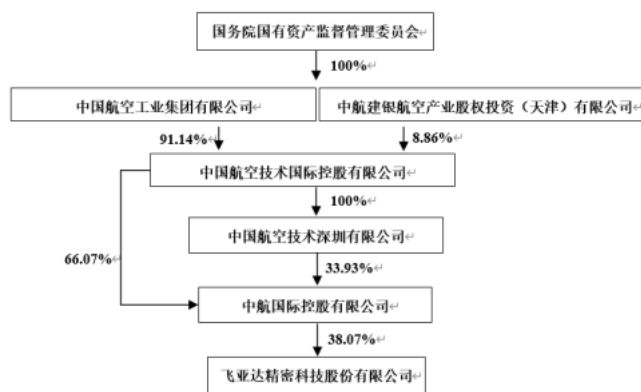 国务院国有资产监督管理委员会
100%
中国航空工业集团有限公司
中航建银航空产业股权投资（天津）有限公司
91.14%
8.86%
中国航空技术国际控股有限公司
100%
中国航空技术深圳有限公司
66.07%
33.93%
中航国际控股有限公司
38.07%
飞亚达精密科技股份有限公司